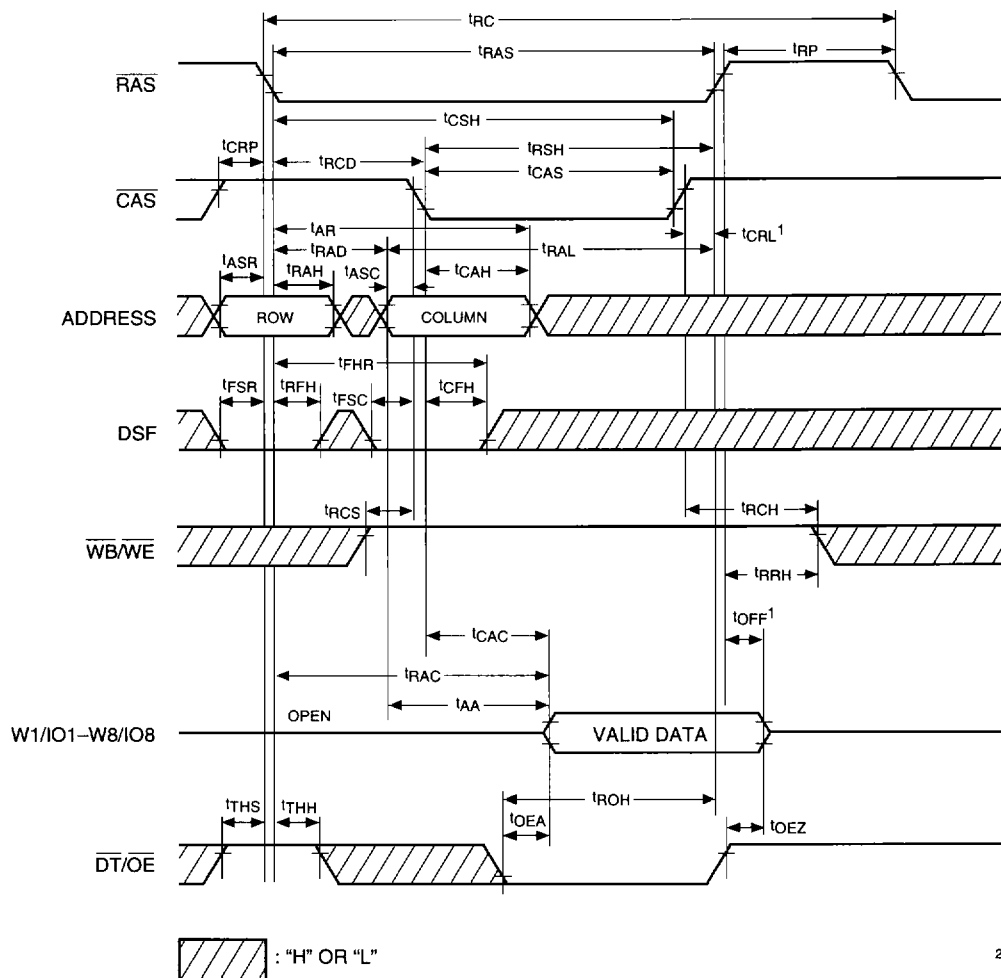 tRC
tRAS
tRP
RAS
tCSH
tCRP
tRCD
tRSH
tCAS
CAS
tAR
tCRL1
tRAD
tRAL
tASR
tRAH
tASC
tCAH
ADDRESS
ROW
COLUMN
tFHR
tFSR
tRFH
tFSC
tCFH
DSF
tRCS
tRCH
WB/WE
tRRH
tOFF1
tCAC
tRAC
tAA
OPEN
W1/IO1–W8/IO8
VALID DATA
tROH
tTHS
tTHH
tOEA
tOEZ
DT/OE
: "H" OR "L"
2